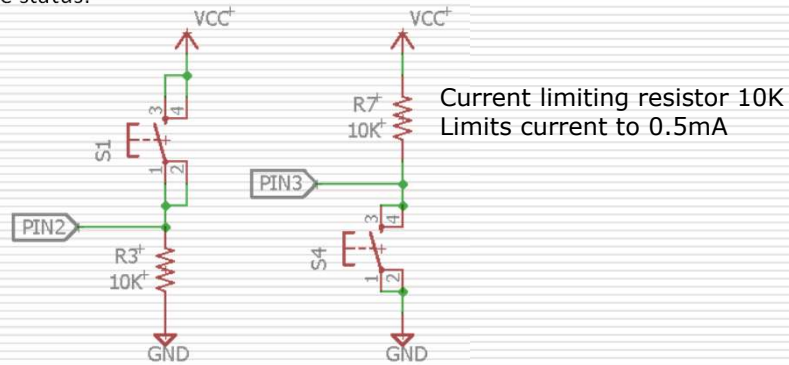 e status.
VCC+ VCC+
3 4
S1
1 2
R7+
10K+
Current limiting resistor 10K
Limits current to 0.5mA
PIN3
PIN2
3 4
S4
1 2
R3+
10K+
GND GND